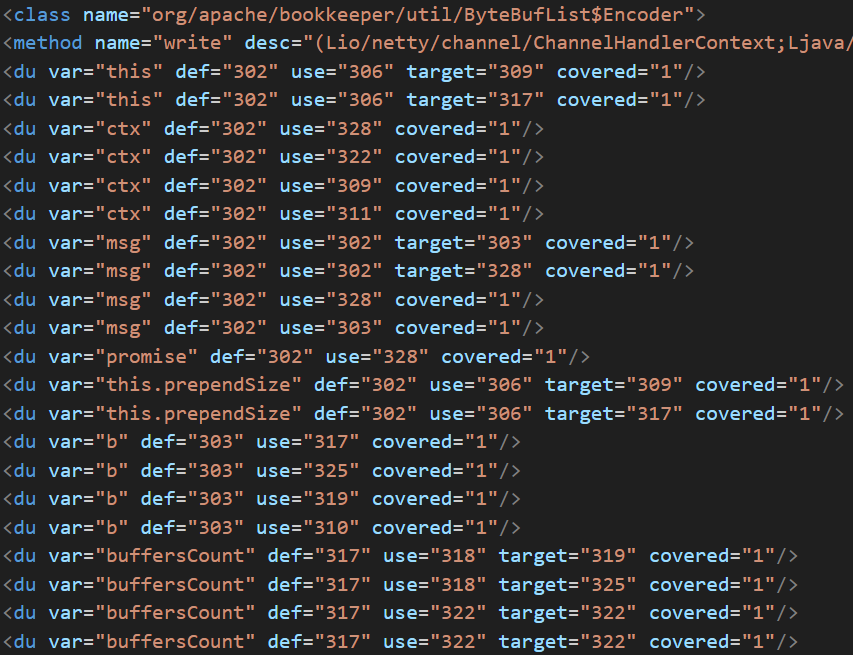 <class name="org/apache/bookkeeper/util/ByteBufList$Encoder">
<method name="write" desc="(Lio/netty/channel/ChannelHandlerContext;Ljava/
<du var="this" def="302" use="306" target="309" covered="1"/>
<du var="this" def="302" use="306" target="317" covered="1"/>
<du var="ctx" def="302" use="328" covered="1"/>
<du var="ctx" def="302" use="322" covered="1"/>
<du var="ctx" def="302" use="309" covered="1"/>
<du var="ctx" def="302" use="311" covered="1"/>
<du var="msg" def="302" use="302" target="303" covered="1"/>
<du var="msg" def="302" use="302" target="328" covered="1"/>
<du var="msg" def="302" use="328" covered="1"/>
<du var="msg" def="302" use="303" covered="1"/>
<du var="promise" def="302" use="328" covered="1"/>
<du var="this.prependSize" def="302" use="306" target="309" covered="1"/>
<du var="this.prependSize" def="302" use="306" target="317" covered="1"/>
<du var="b" def="303" use="317" covered="1"/>
<du var="b" def="303" use="325" covered="1"/>
<du var="b" def="303" use="319" covered="1"/>
<du var="b" def="303" use="310" covered="1"/>
<du var="buffersCount" def="317" use="318" target="319" covered="1"/>
<du var="buffersCount" def="317" use="318" target="325" covered="1"/>
<du var="buffersCount" def="317" use="322" target="322" covered="1"/>
<du var="buffersCount" def="317" use="322" target="322" covered="1"/>